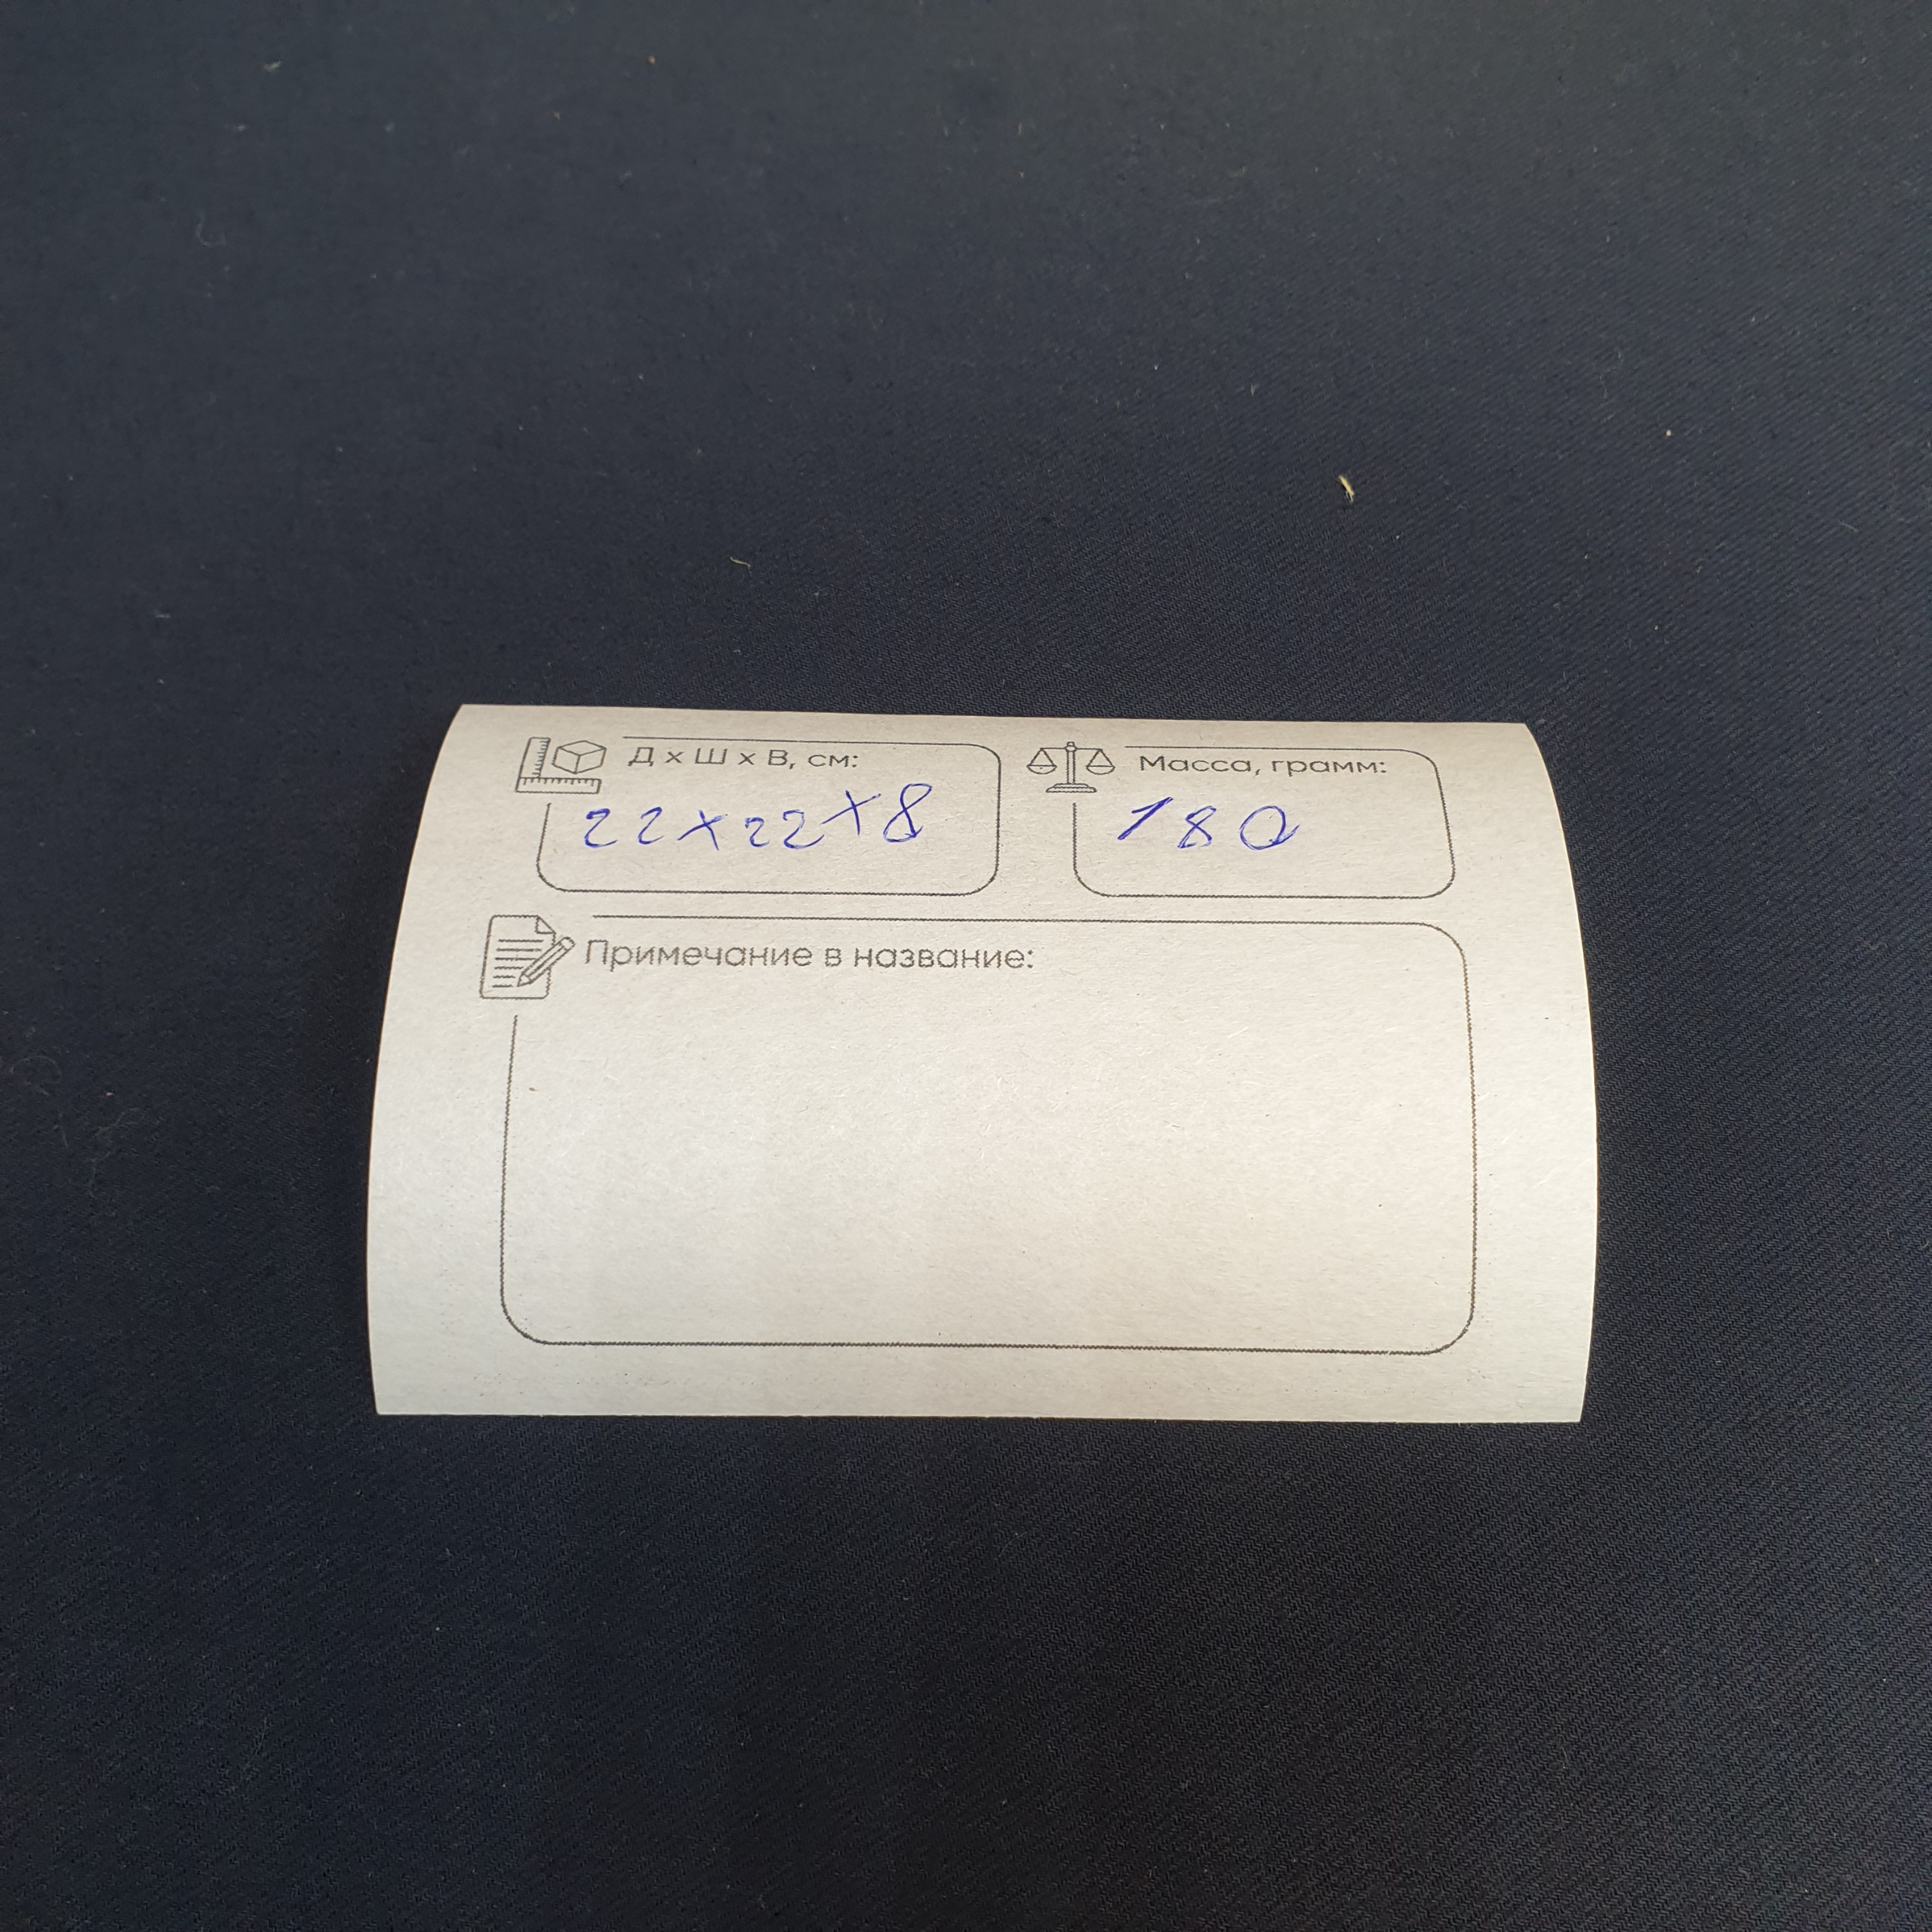 Д х Ш х В, см:
22x22x8
Масса, грамм:
180
Примечание в название: